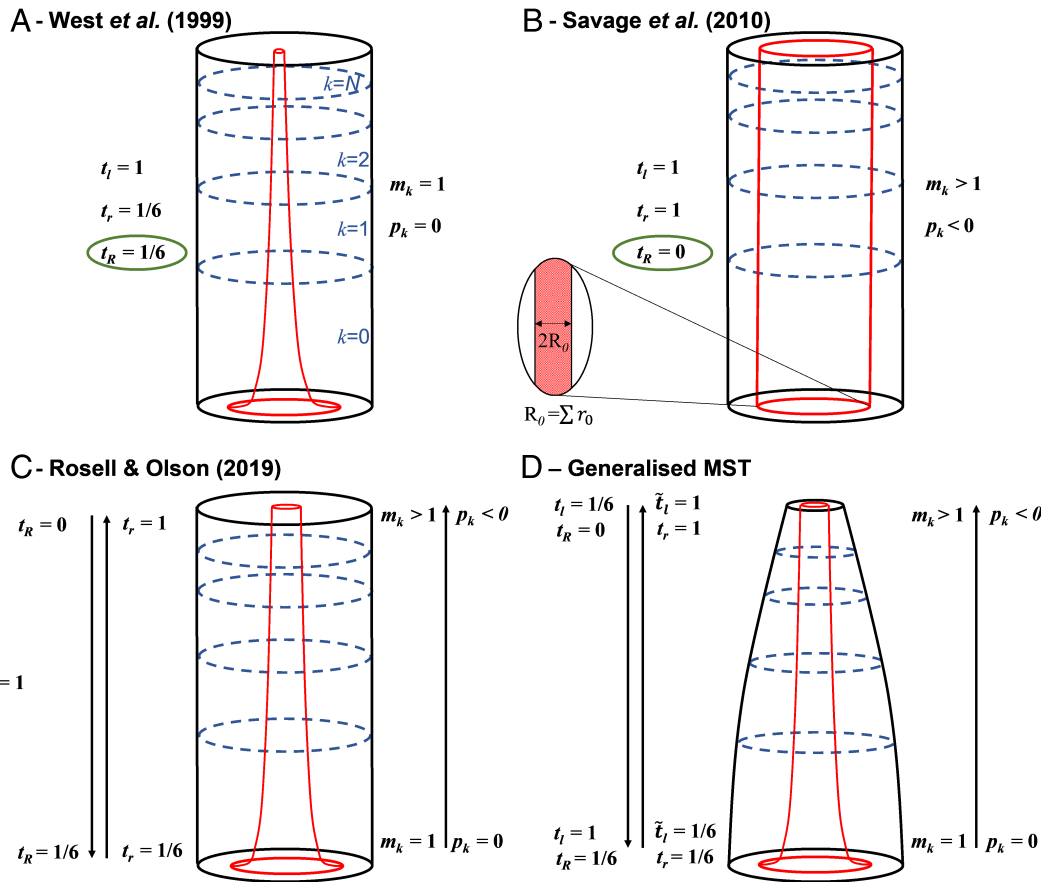 A - West et al. (1999)
k=N
k=2
k=1
k=0
t_l = 1
t_r = 1/6
t_R = 1/6
m_k = 1
p_k = 0
B - Savage et al. (2010)
t_l = 1
t_r = 1
t_R = 0
m_k > 1
p_k < 0
2R_0
R_0 = ∑ r_0
C - Rosell & Olson (2019)
t_R = 0
t_r = 1
m_k > 1
p_k < 0
= 1
t_R = 1/6
t_r = 1/6
m_k = 1
p_k = 0
D – Generalised MST
t_l = 1/6
t_R = 0
t̃_l = 1
t_r = 1
m_k > 1
p_k < 0
t_l = 1
t_R = 1/6
t̃_l = 1/6
t_r = 1/6
m_k = 1
p_k = 0